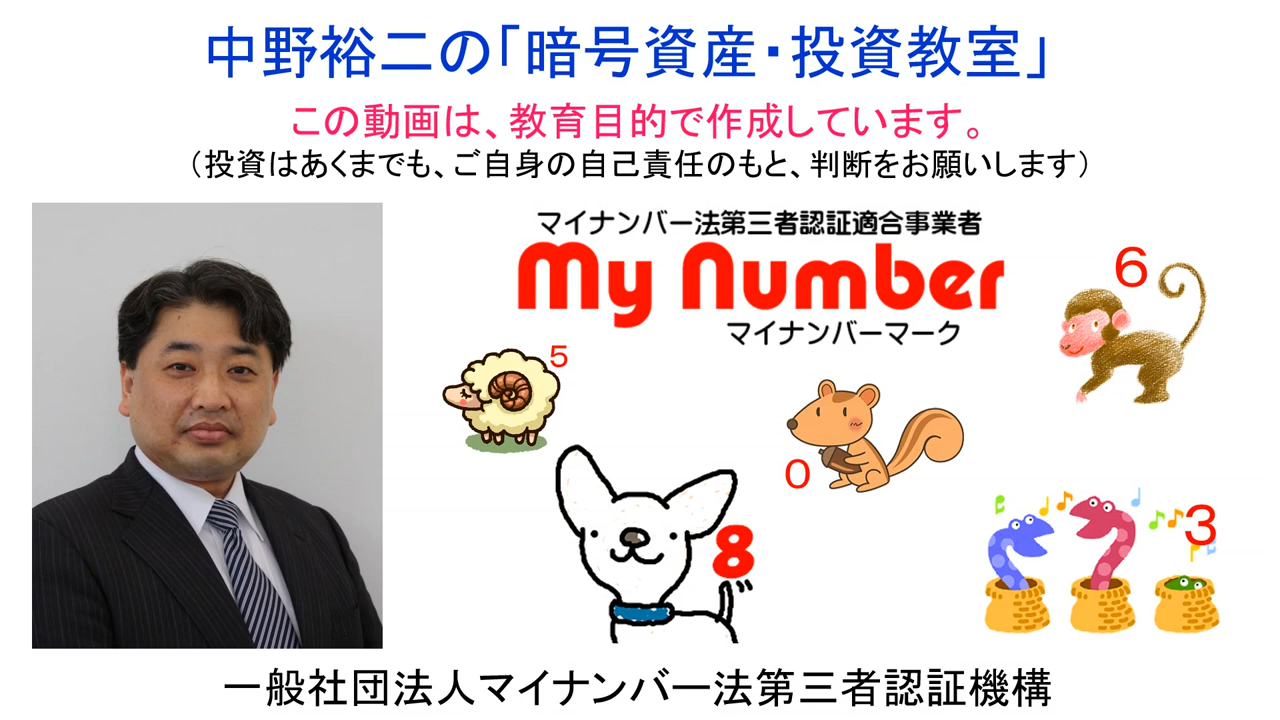 中野裕二の「暗号資産・投資教室」
この動画は、教育目的で作成しています。
（投資はあくまでも、ご自身の自己責任のもと、判断をお願いします）
マイナンバー法第三者認証適合事業者
My Number
マイナンバーマーク
6
5
0
8
3
一般社団法人マイナンバー法第三者認証機構